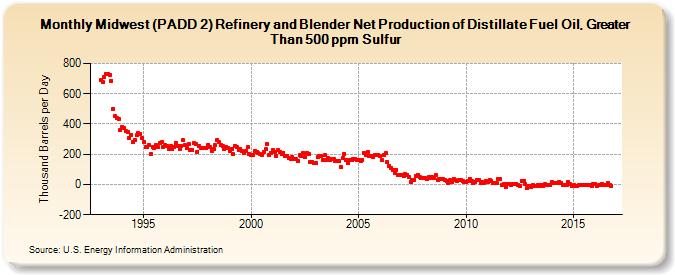 Monthly Midwest (PADD 2) Refinery and Blender Net Production of Distillate Fuel Oil, Greater
Than 500 ppm Sulfur
Thousand Barrels per Day
800
600
400
200
0
-200
1995
2000
2005
2010
2015
Source: U.S. Energy Information Administration